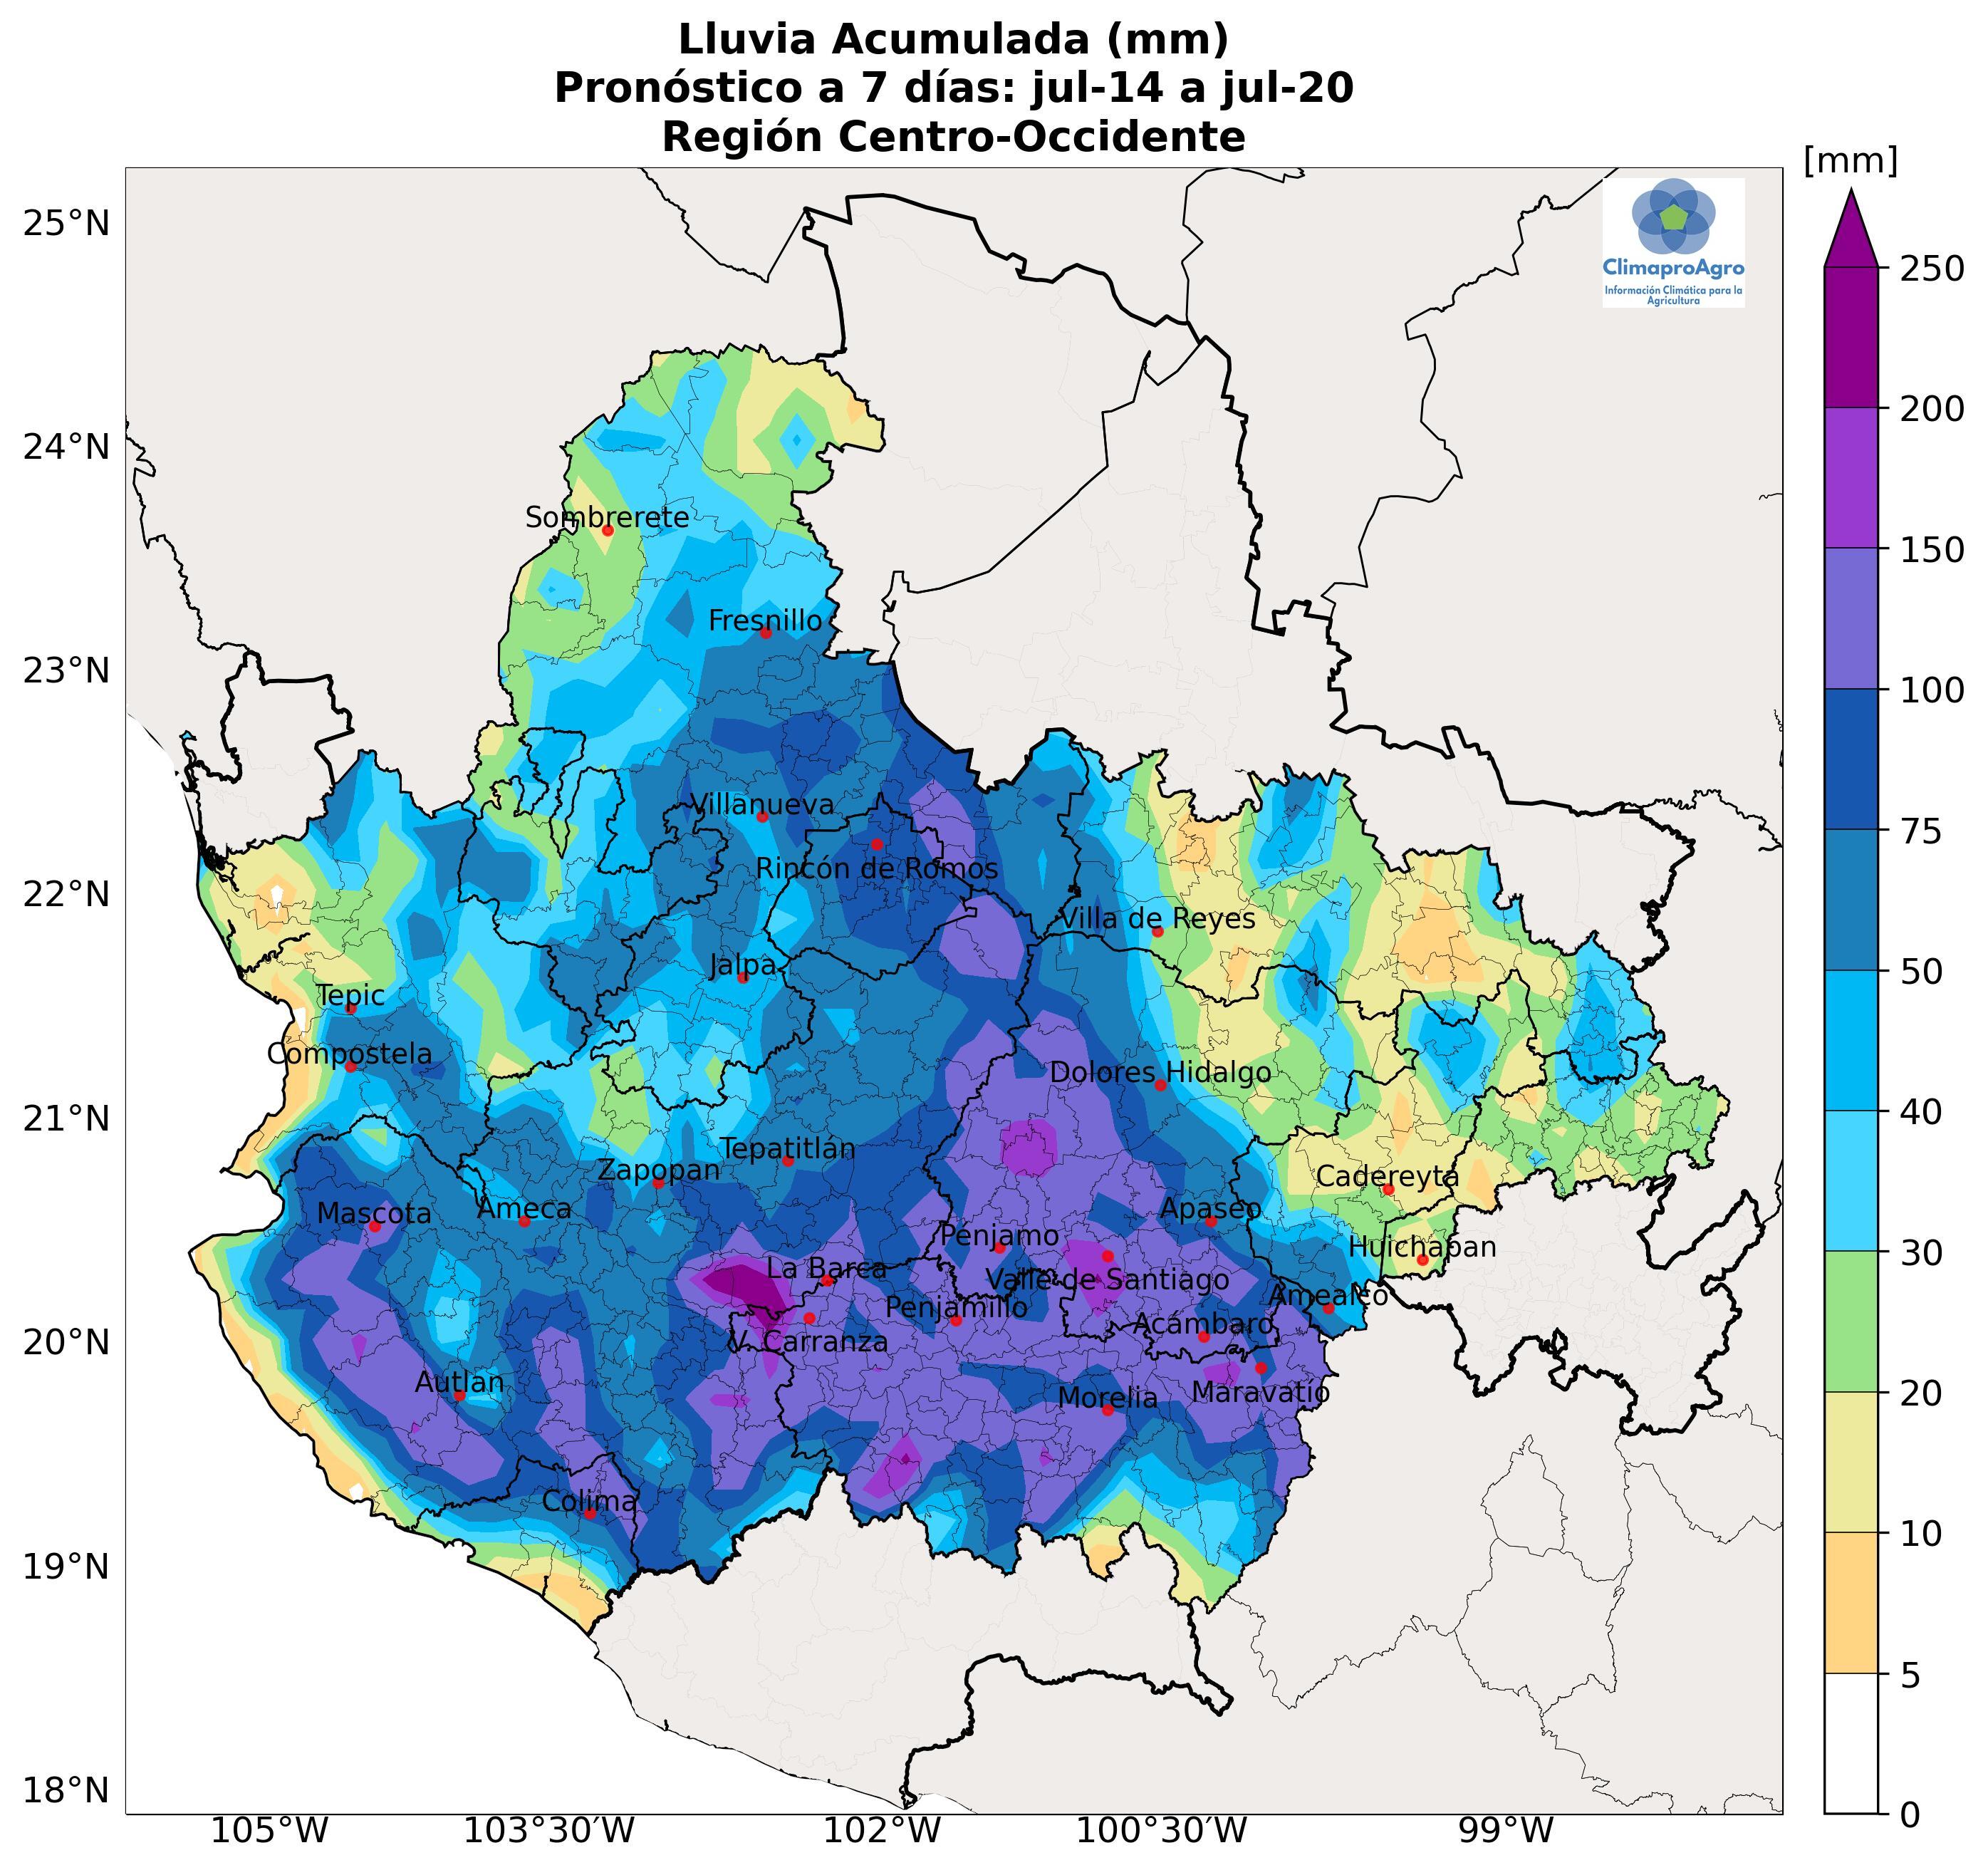 Lluvia Acumulada (mm)
Pronóstico a 7 días: jul-14 a jul-20
Región Centro-Occidente
[mm]
25°N
24°N
23°N
22°N
21°N
20°N
19°N
18°N
105°W
103°30'W
102°W
100°30'W
99°W
ClimaproAgro
Información Climática para la
Agricultura
Sombrerete
Fresnillo
Villanueva
Rincón de Romos
Villa de Reyes
Jalpa
Tepic
Compostela
Dolores Hidalgo
Tepatitlán
Zapopan
Cadereyta
Mascota
Ameca
Apaseo
Penjamo
Huichapan
La Barca
Valle de Santiago
Amealco
Penjamillo
Acámbaro
V. Carranza
Autlan
Morelia
Maravatío
Colima
250
200
150
100
75
50
40
30
20
10
5
0